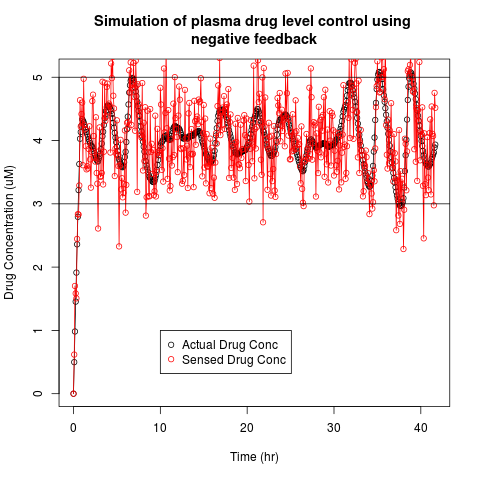 Simulation of plasma drug level control using
negative feedback
Drug Concentration (uM)
5
4
3
2
1
0
Actual Drug Conc
Sensed Drug Conc
0 10 20 30 40
Time (hr)